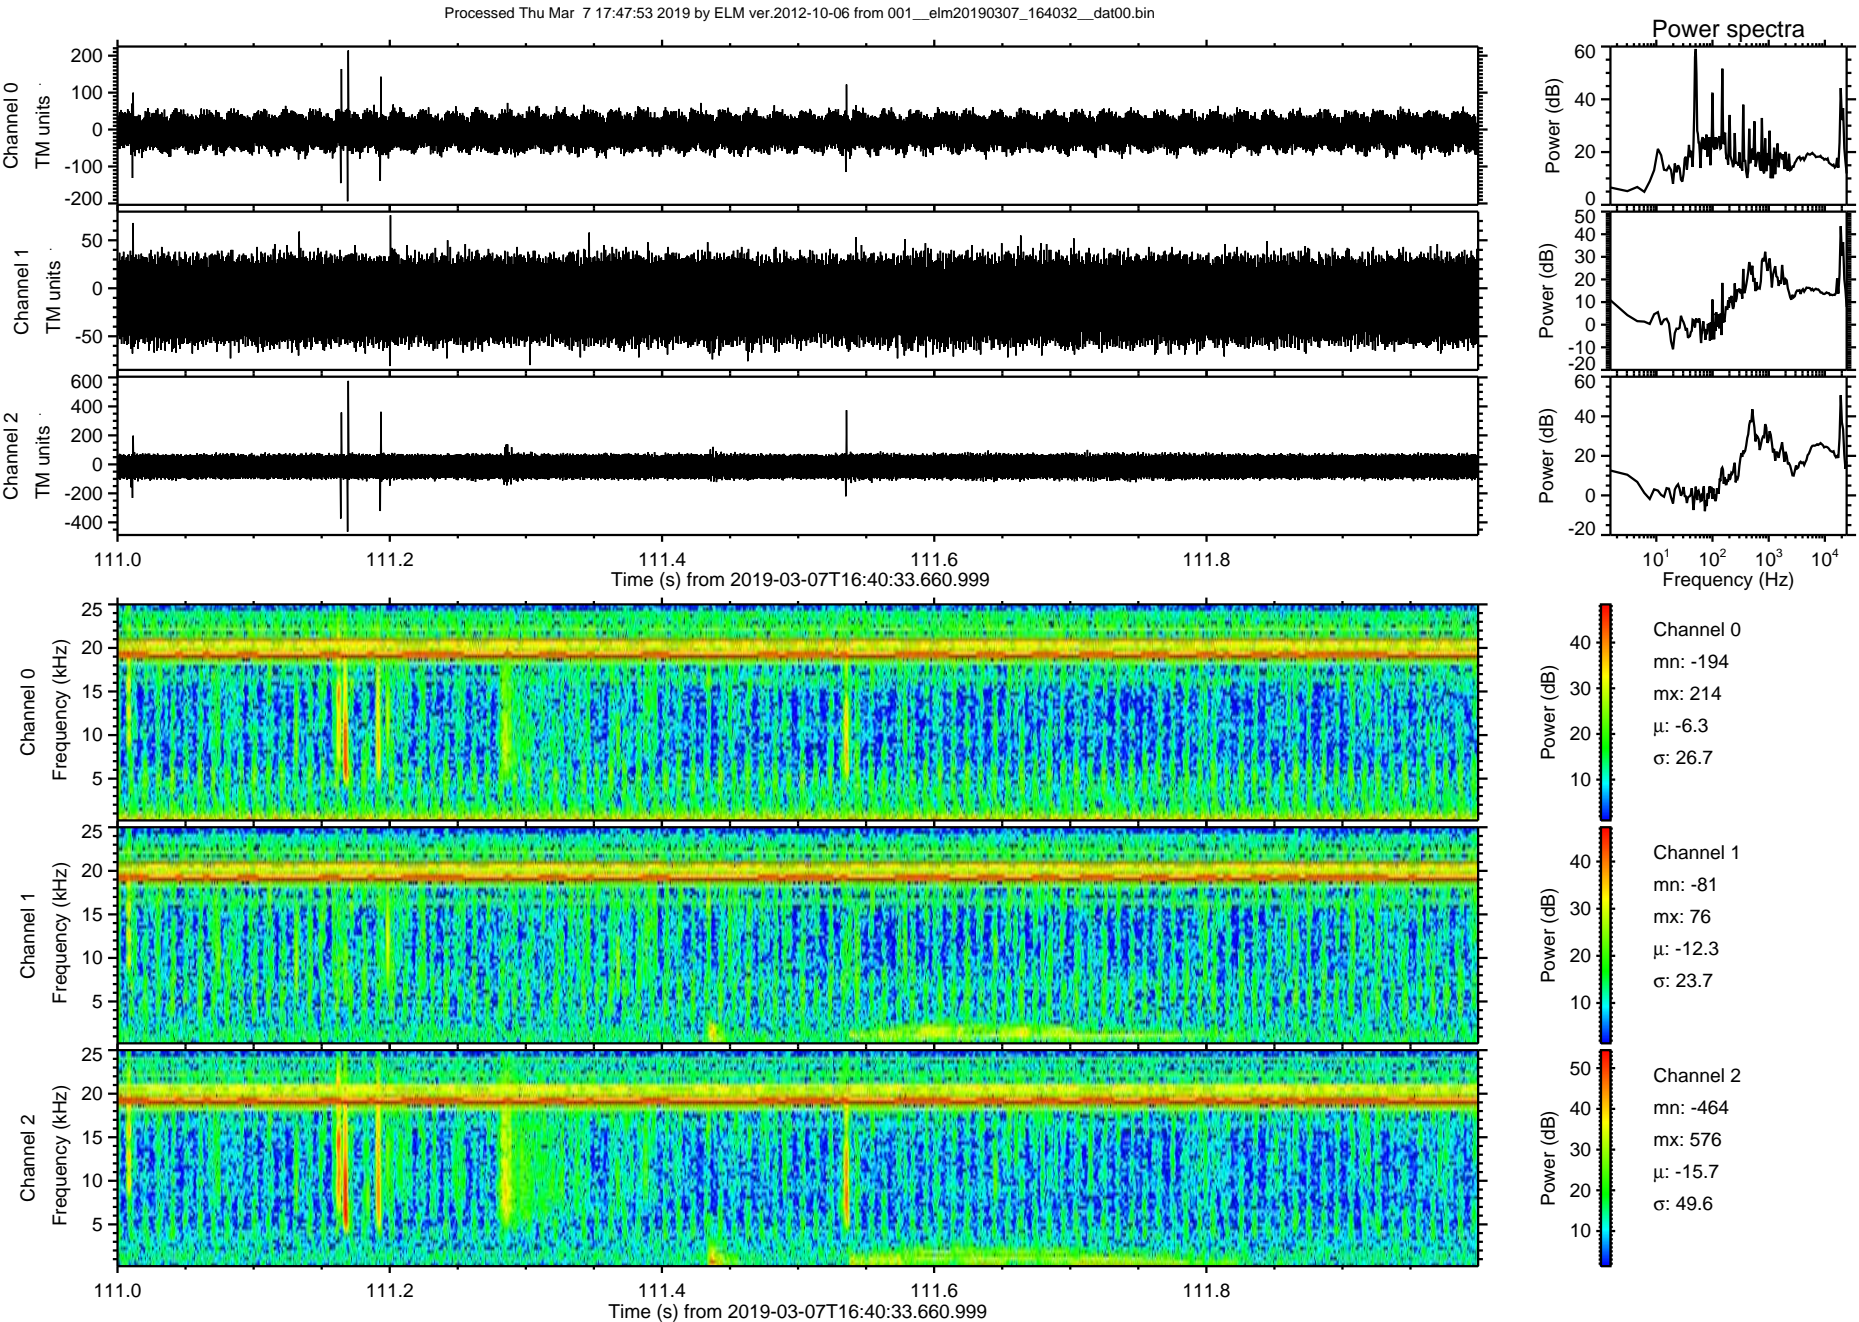 Processed Thu Mar  7 17:47:53 2019 by ELM ver.2012-10-06 from 001__elm20190307_164032__dat00.bin
Power spectra
Channel 0
TM units
200
100
0
-100
-200
Power (dB)
60
40
20
0
Channel 1
TM units
50
0
-50
Power (dB)
50
40
30
20
10
0
-10
-20
Channel 2
TM units
600
400
200
0
-200
-400
Power (dB)
60
40
20
0
-20
111.0 111.2 111.4 111.6 111.8
Time (s) from 2019-03-07T16:40:33.660.999
10^1 10^2 10^3 10^4
Frequency (Hz)
Channel 0
Frequency (kHz)
25
20
15
10
5
Power (dB)
40
30
20
10
Channel 0
mn: -194
mx: 214
μ: -6.3
σ: 26.7
Channel 1
Frequency (kHz)
25
20
15
10
5
Power (dB)
40
30
20
10
Channel 1
mn: -81
mx: 76
μ: -12.3
σ: 23.7
Channel 2
Frequency (kHz)
25
20
15
10
5
Power (dB)
50
40
30
20
10
Channel 2
mn: -464
mx: 576
μ: -15.7
σ: 49.6
111.0 111.2 111.4 111.6 111.8
Time (s) from 2019-03-07T16:40:33.660.999